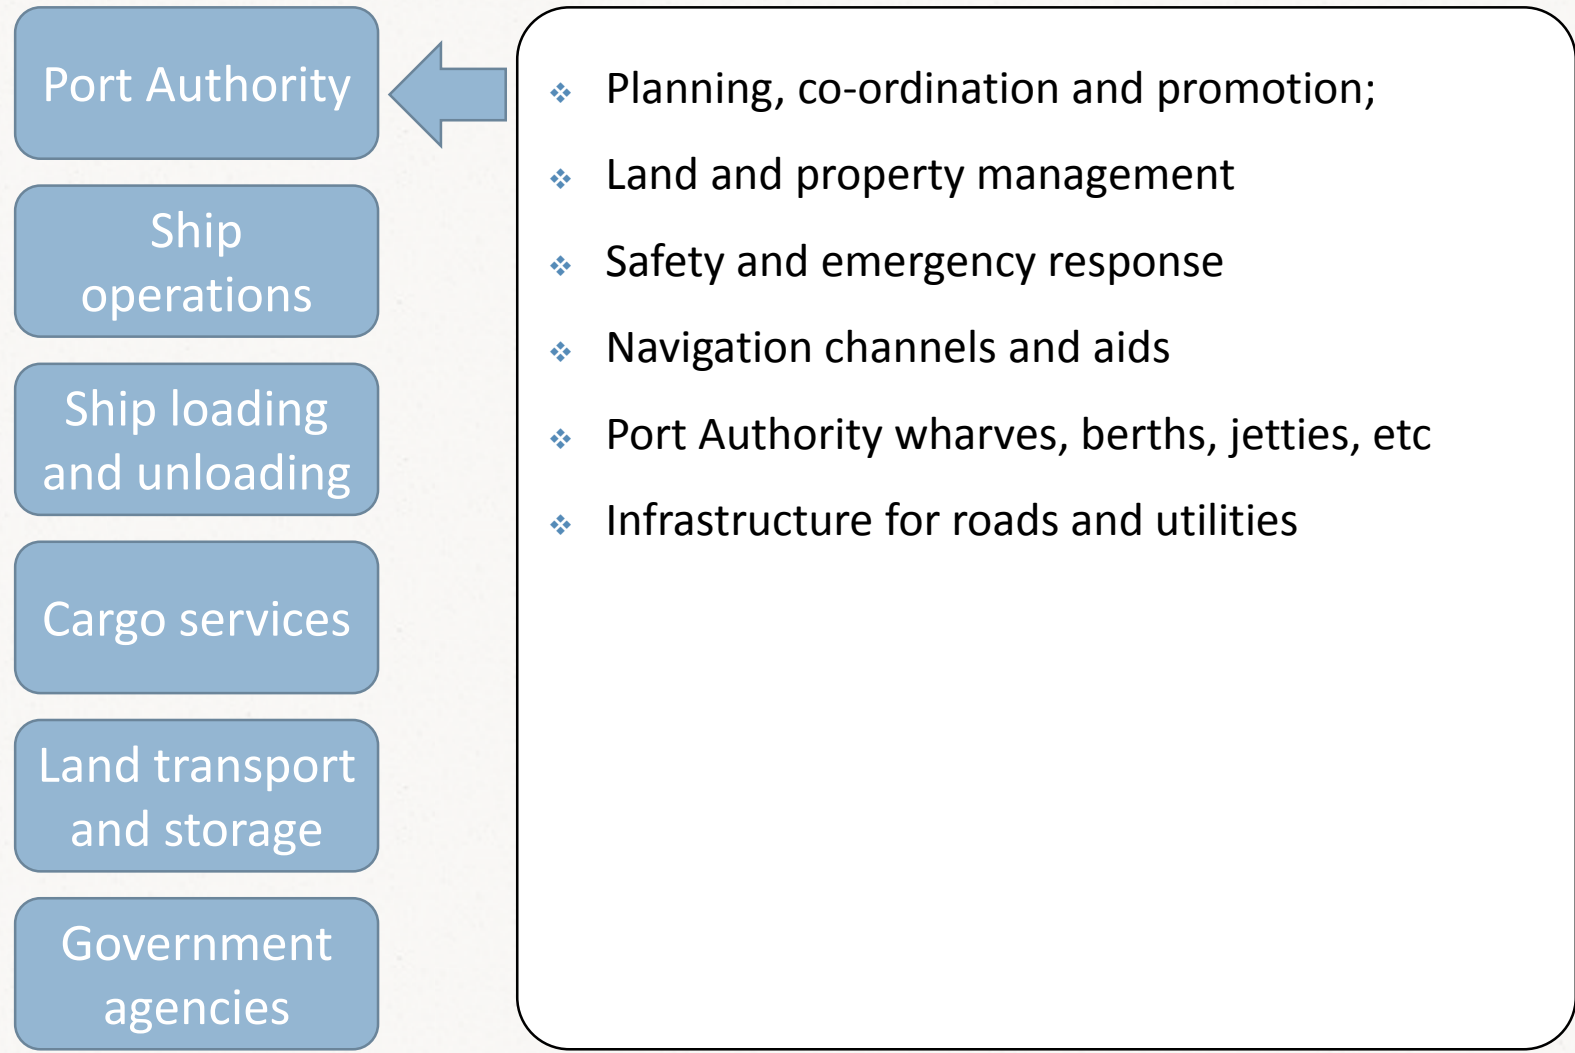 Port Authority
Ship
operations
Ship loading
and unloading
Cargo services
Land transport
and storage
Government
agencies
Planning, co-ordination and promotion;
Land and property management
Safety and emergency response
Navigation channels and aids
Port Authority wharves, berths, jetties, etc
Infrastructure for roads and utilities